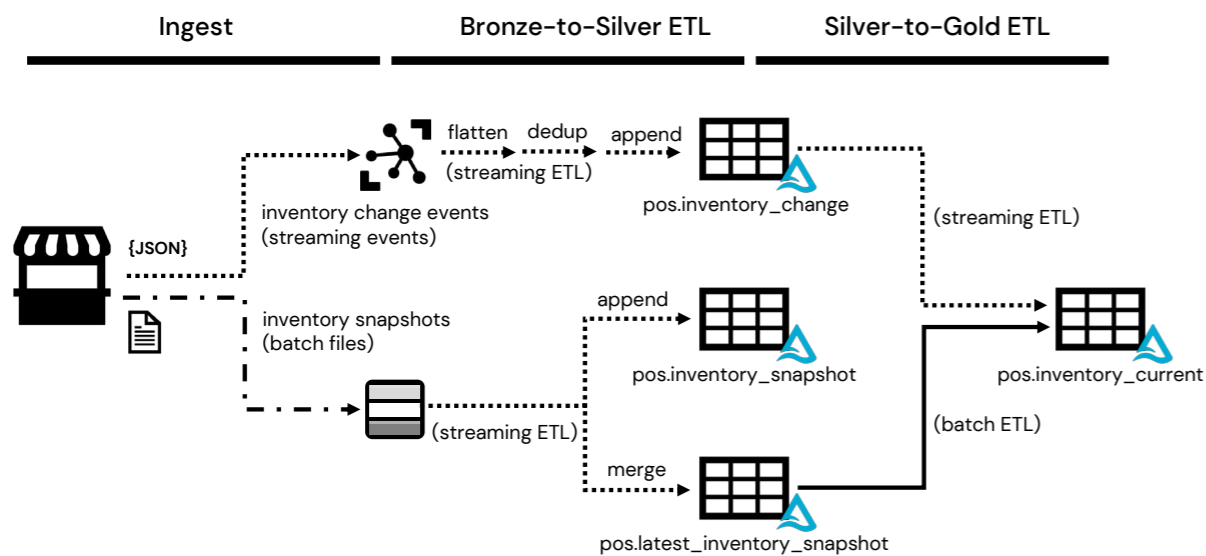 Ingest
Bronze-to-Silver ETL
Silver-to-Gold ETL
flatten
dedup
append
(streaming ETL)
pos.inventory_change
inventory change events
(streaming events)
(streaming ETL)
{JSON}
append
inventory snapshots
(batch files)
pos.inventory_snapshot
pos.inventory_current
(streaming ETL)
(batch ETL)
merge
pos.latest_inventory_snapshot